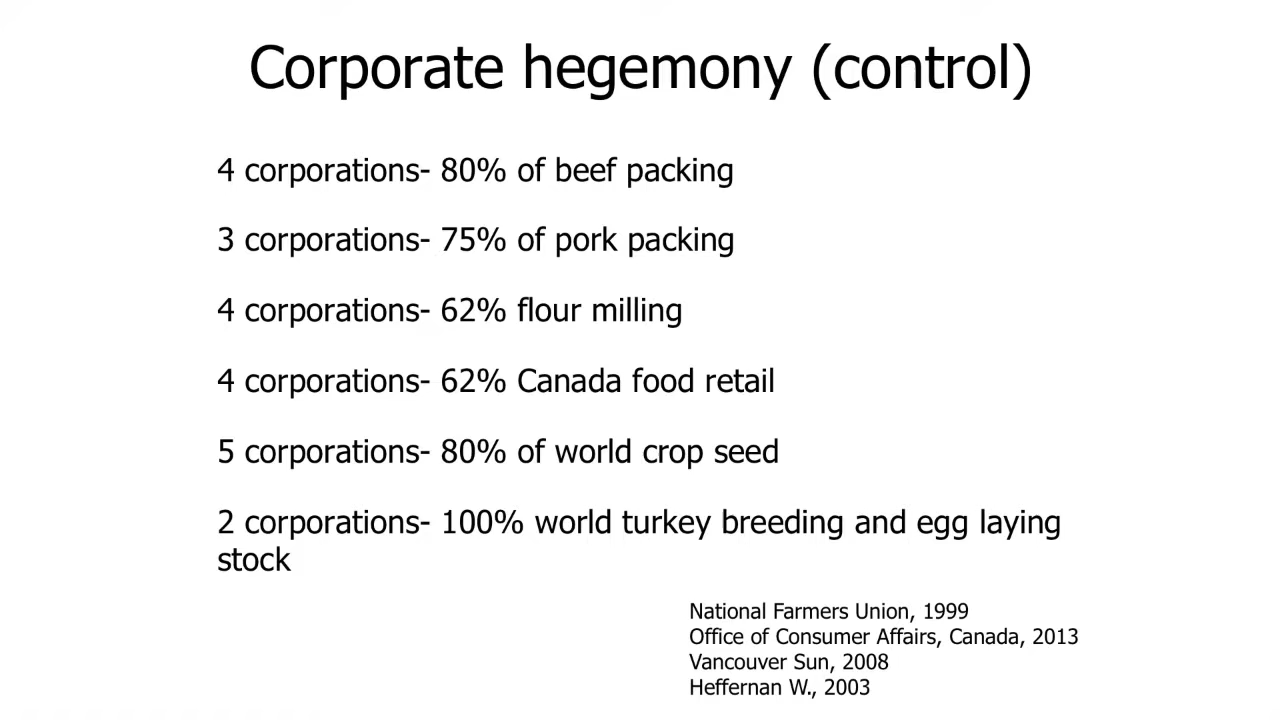 Corporate hegemony (control)
4 corporations- 80% of beef packing
3 corporations- 75% of pork packing
4 corporations- 62% flour milling
4 corporations- 62% Canada food retail
5 corporations- 80% of world crop seed
2 corporations- 100% world turkey breeding and egg laying
stock
National Farmers Union, 1999
Office of Consumer Affairs, Canada, 2013
Vancouver Sun, 2008
Heffernan W., 2003